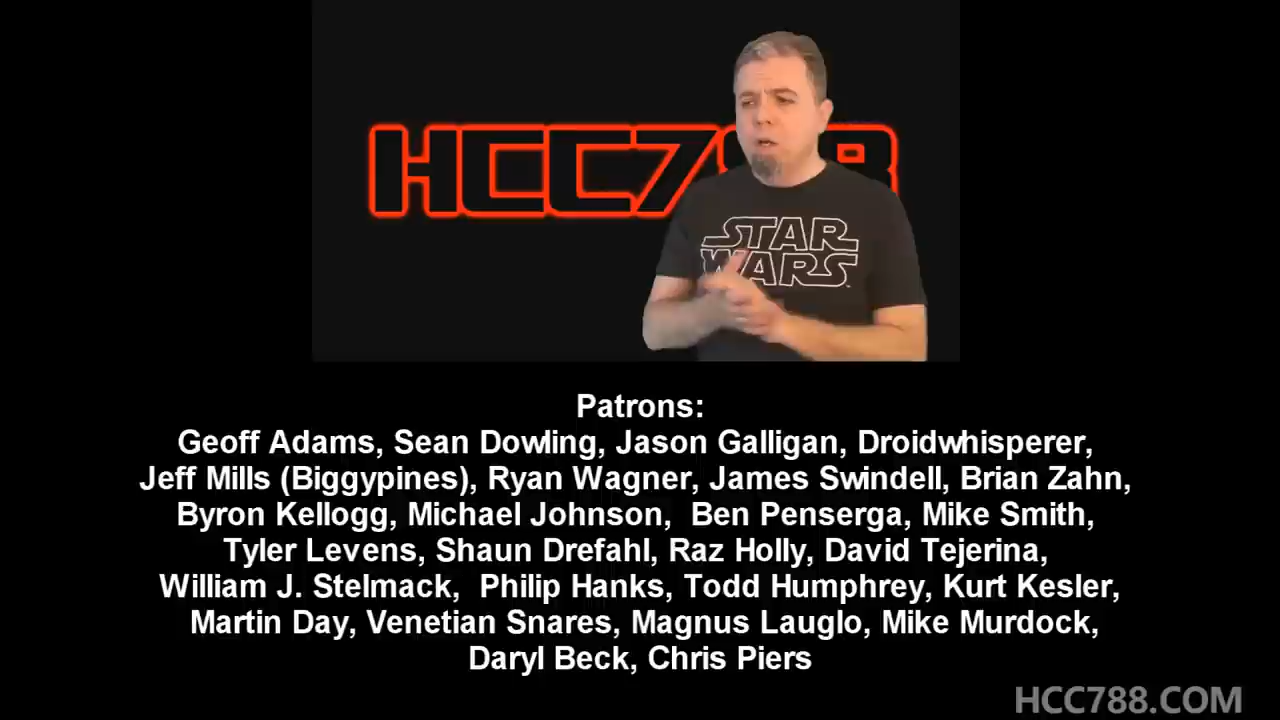 HCC788
STAR
WARS
Patrons:
Geoff Adams, Sean Dowling, Jason Galligan, Droidwhisperer,
Jeff Mills (Biggypines), Ryan Wagner, James Swindell, Brian Zahn,
Byron Kellogg, Michael Johnson,  Ben Penserga, Mike Smith,
Tyler Levens, Shaun Drefahl, Raz Holly, David Tejerina,
William J. Stelmack,  Philip Hanks, Todd Humphrey, Kurt Kesler,
Martin Day, Venetian Snares, Magnus Lauglo, Mike Murdock,
Daryl Beck, Chris Piers
HCC788.COM